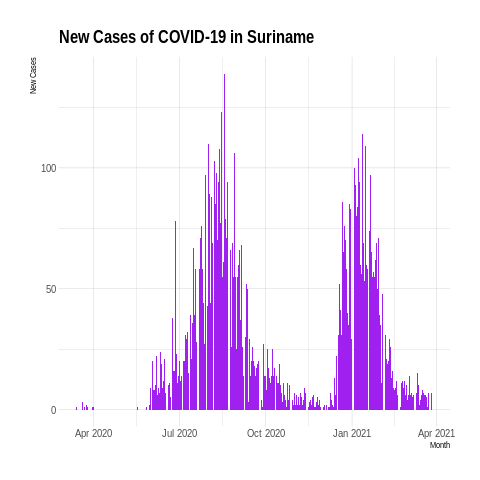 New Cases of COVID-19 in Suriname
New Cases
100
50
0
Apr 2020 Jul 2020 Oct 2020 Jan 2021 Apr 2021
Month